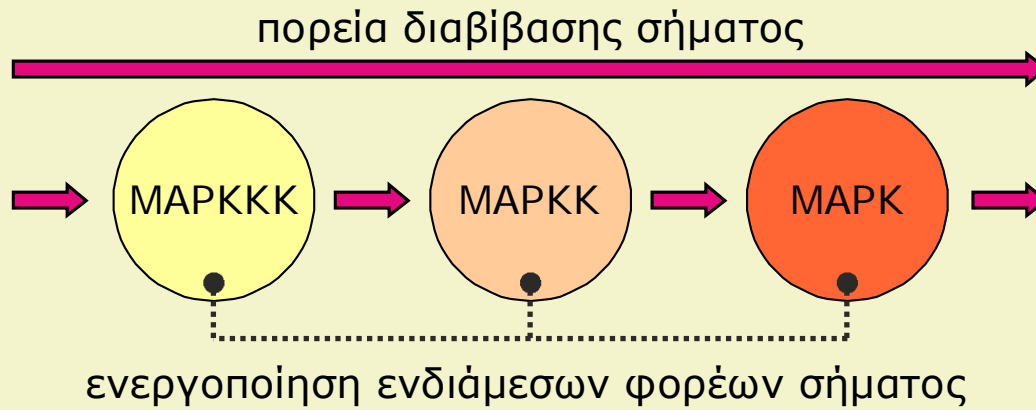 πορεία διαβίβασης σήματος
MAPKKK
MAPKK
MAPK
ενεργοποίηση ενδιάμεσων φορέων σήματος